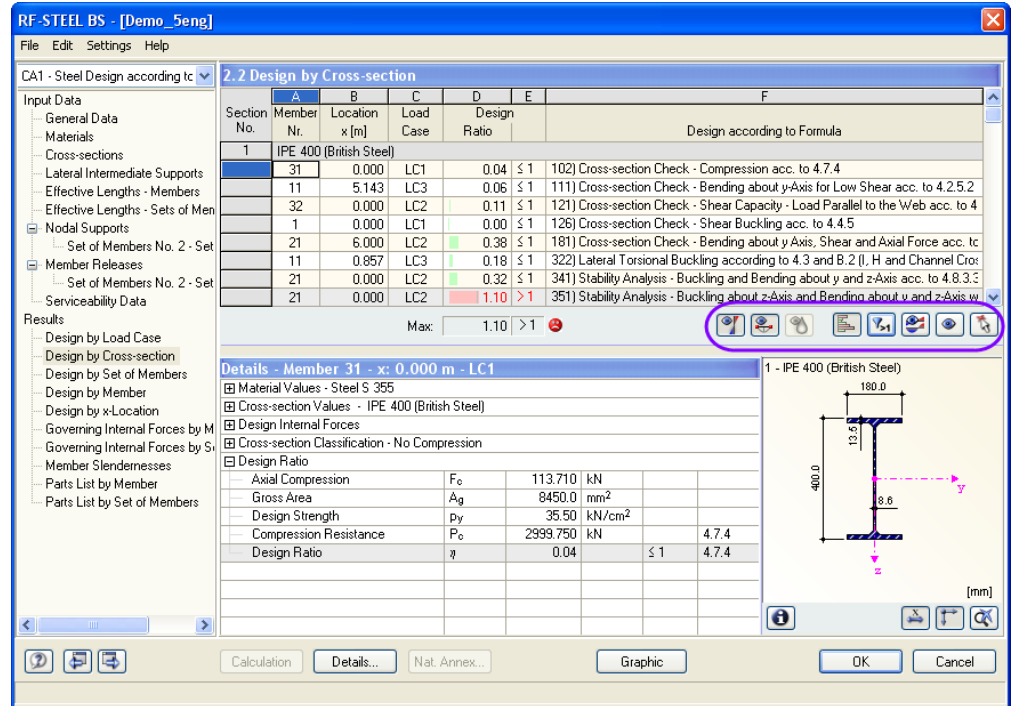 RF-STEEL BS - [Demo_5eng]
File Edit Settings Help
CA1 - Steel Design according tc
Input Data
General Data
Materials
Cross-sections
Lateral Intermediate Supports
Effective Lengths - Members
Effective Lengths - Sets of Men
Nodal Supports
Set of Members No. 2 - Set
Member Releases
Set of Members No. 2 - Set
Serviceability Data
Results
Design by Load Case
Design by Cross-section
Design by Set of Members
Design by Member
Design by x-Location
Governing Internal Forces by M
Governing Internal Forces by S
Member Slendernesses
Parts List by Member
Parts List by Set of Members
2.2 Design by Cross-section
A B C D E F
Section Member Location Load Design
No. Nr. x [m] Case Ratio Design according to Formula
1 IPE 400 (British Steel)
31 0.000 LC1 0.04 ≤ 1 102) Cross-section Check - Compression acc. to 4.7.4
11 5.143 LC3 0.06 ≤ 1 111) Cross-section Check - Bending about y-Axis for Low Shear acc. to 4.2.5.2
32 0.000 LC2 0.11 ≤ 1 121) Cross-section Check - Shear Capacity - Load Parallel to the Web acc. to 4
1 0.000 LC1 0.00 ≤ 1 126) Cross-section Check - Shear Buckling acc. to 4.4.5
21 6.000 LC2 0.38 ≤ 1 181) Cross-section Check - Bending about y Axis, Shear and Axial Force acc. tc
11 0.857 LC3 0.18 ≤ 1 322) Lateral Torsional Buckling according to 4.3 and B.2 (I, H and Channel Cros
21 0.000 LC2 0.32 ≤ 1 341) Stability Analysis - Buckling and Bending about y and z-Axis acc. to 4.8.3.3
21 0.000 LC2 1.10 > 1 351) Stability Analysis - Buckling about z-Axis and Bending about y and z-Axis w
Max: 1.10 > 1
Details - Member 31 - x: 0.000 m - LC1
Material Values - Steel S 355
Cross-section Values - IPE 400 (British Steel)
Design Internal Forces
Cross-section Classification - No Compression
Design Ratio
Axial Compression Fc 113.710 kN
Gross Area Ag 8450.0 mm2
Design Strength py 35.50 kN/cm2
Compression Resistance Pc 2999.750 kN 4.7.4
Design Ratio η 0.04 ≤ 1 4.7.4
1 - IPE 400 (British Steel)
180.0
13.5
400.0
8.6
y
z
[mm]
Calculation Details... Nat. Annex... Graphic OK Cancel